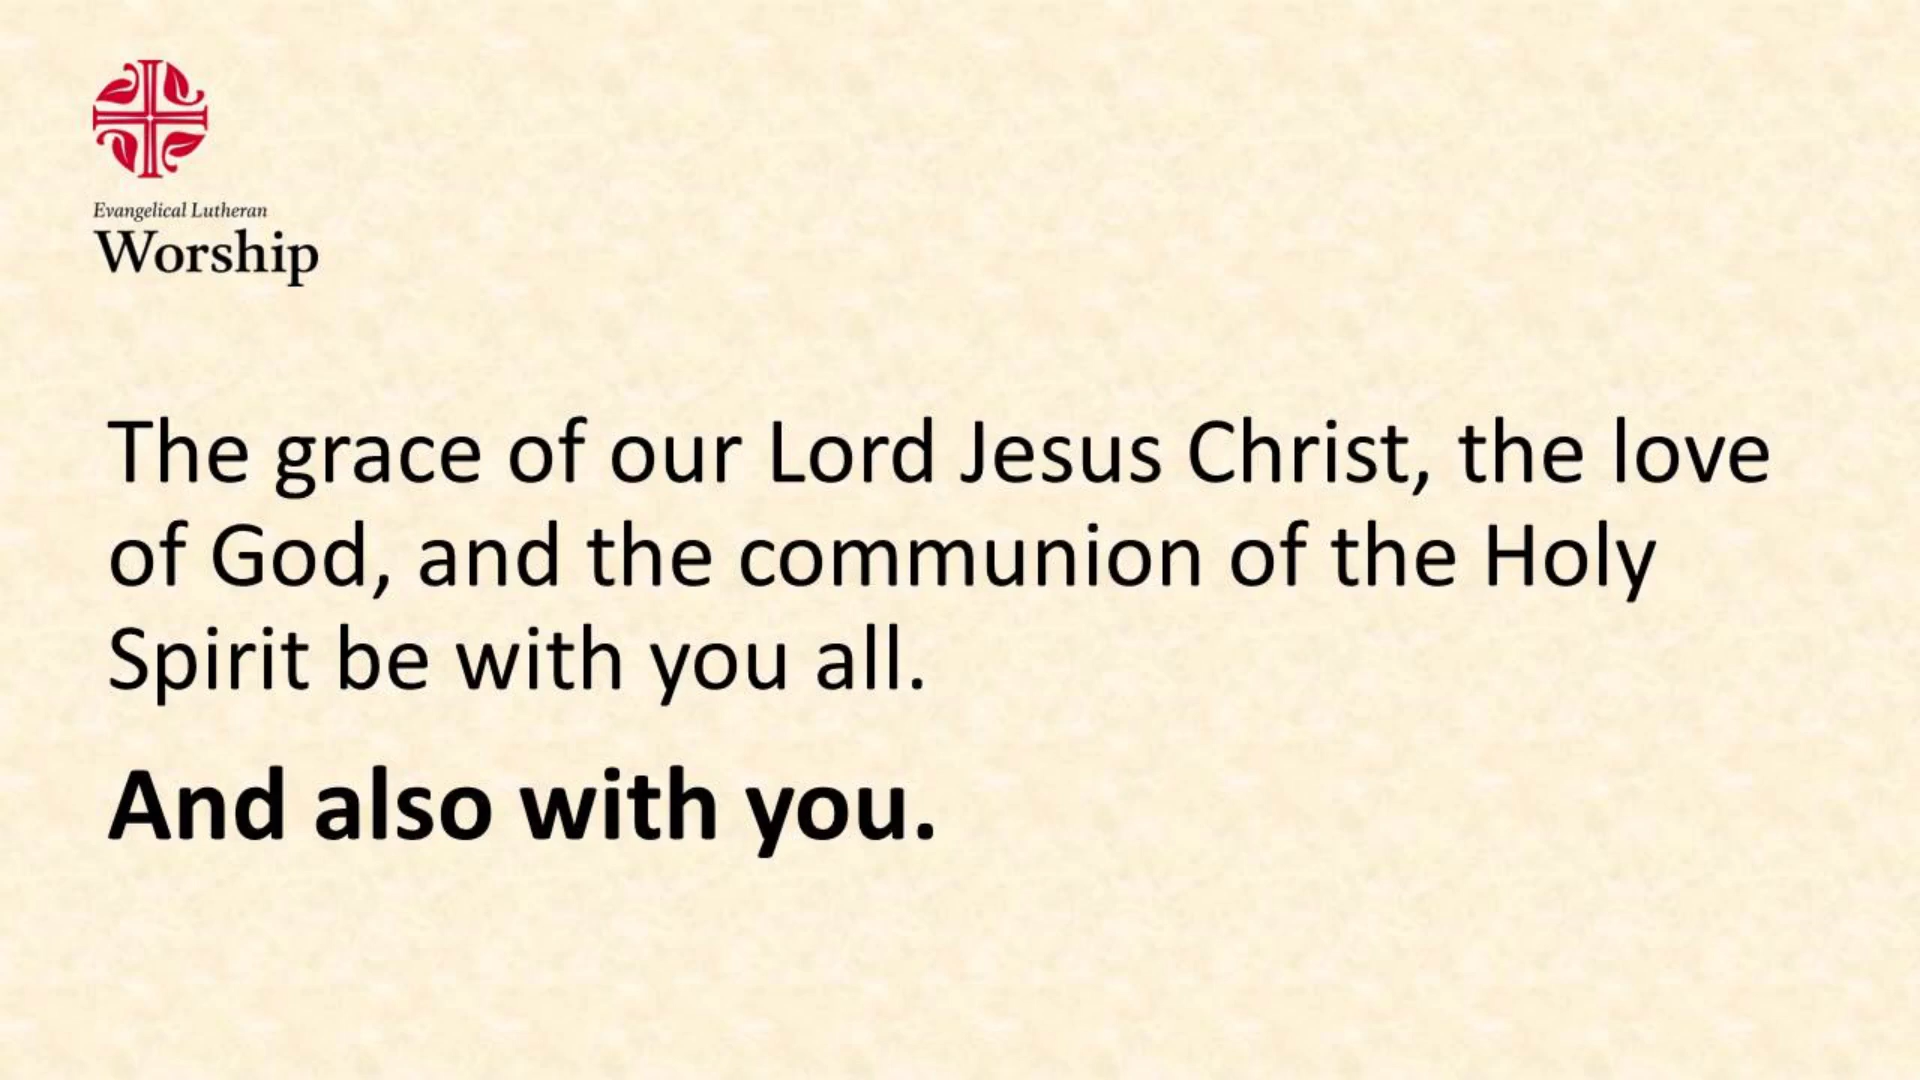 Evangelical Lutheran
Worship
The grace of our Lord Jesus Christ, the love
of God, and the communion of the Holy
Spirit be with you all.
And also with you.